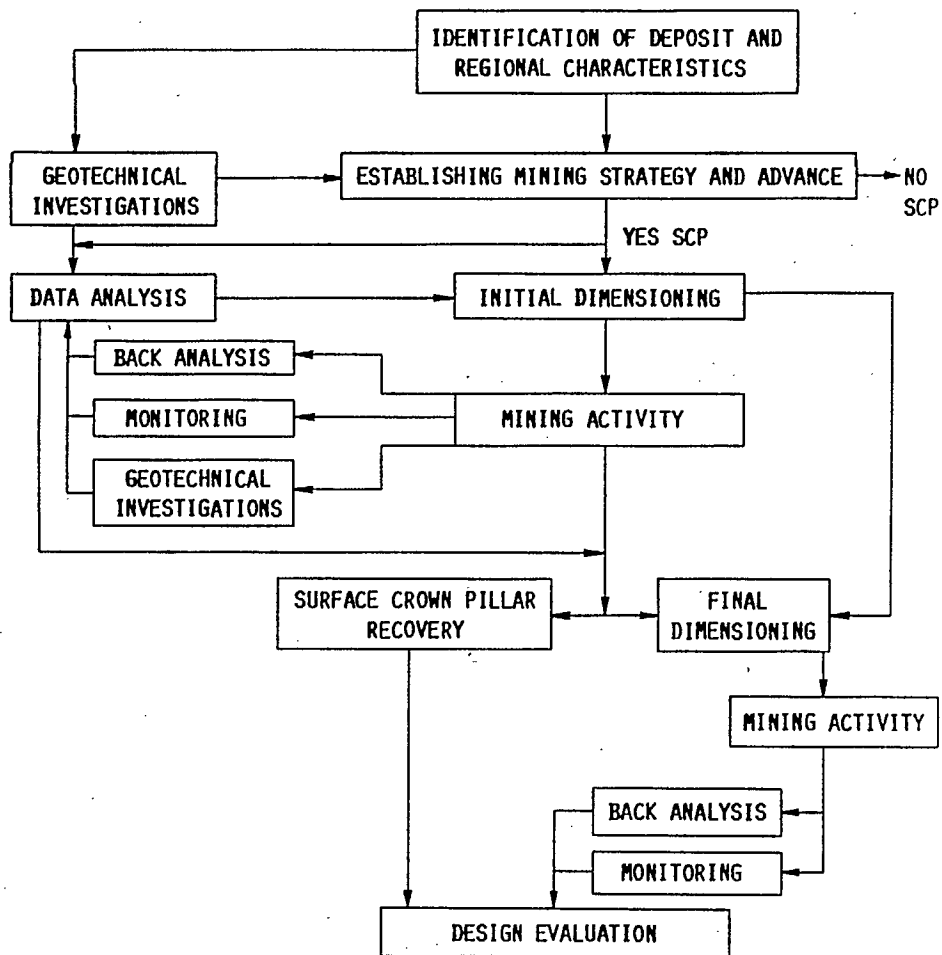 IDENTIFICATION OF DEPOSIT AND
REGIONAL CHARACTERISTICS
GEOTECHNICAL
INVESTIGATIONS
ESTABLISHING MINING STRATEGY AND ADVANCE
NO
SCP
YES SCP
DATA ANALYSIS
INITIAL DIMENSIONING
BACK ANALYSIS
MONITORING
MINING ACTIVITY
GEOTECHNICAL
INVESTIGATIONS
SURFACE CROWN PILLAR
RECOVERY
FINAL
DIMENSIONING
MINING ACTIVITY
BACK ANALYSIS
MONITORING
DESIGN EVALUATION